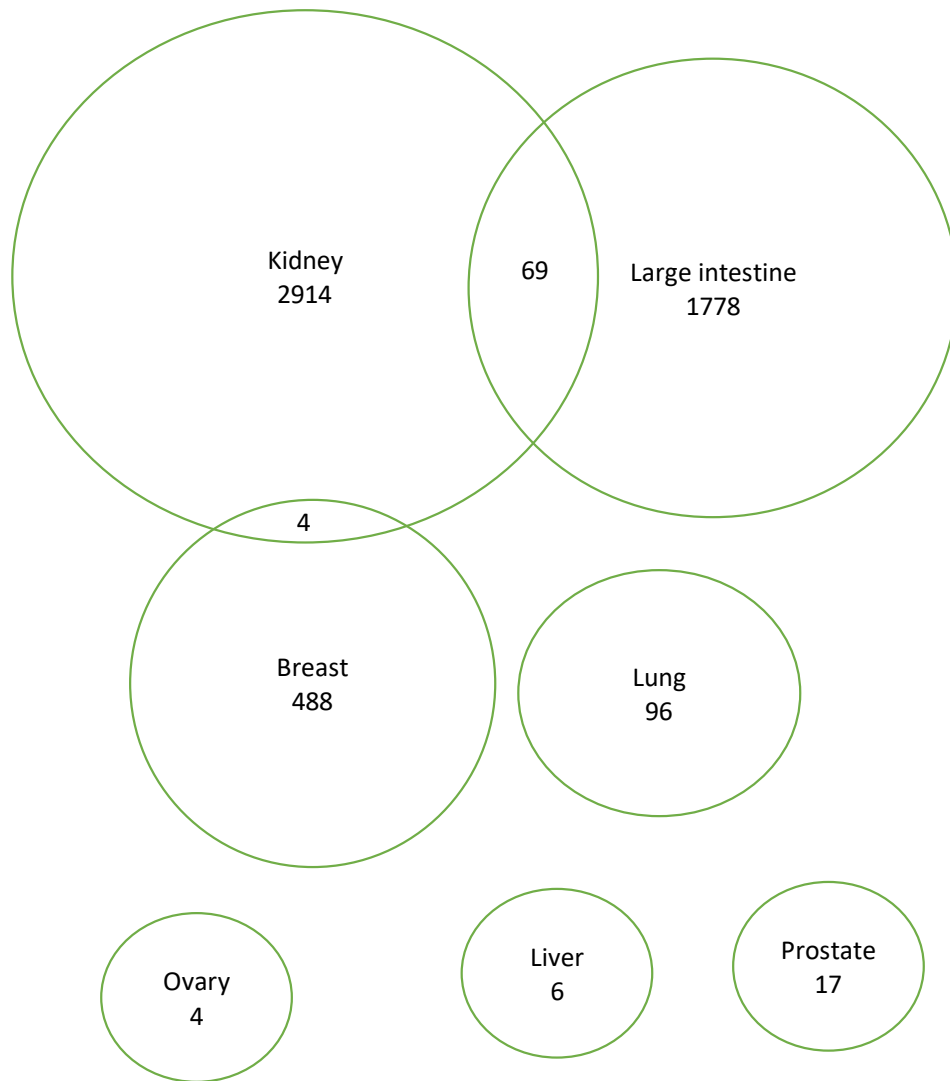 Kidney
2914
69
Large intestine
1778
4
Breast
488
Lung
96
Ovary
4
Liver
6
Prostate
17